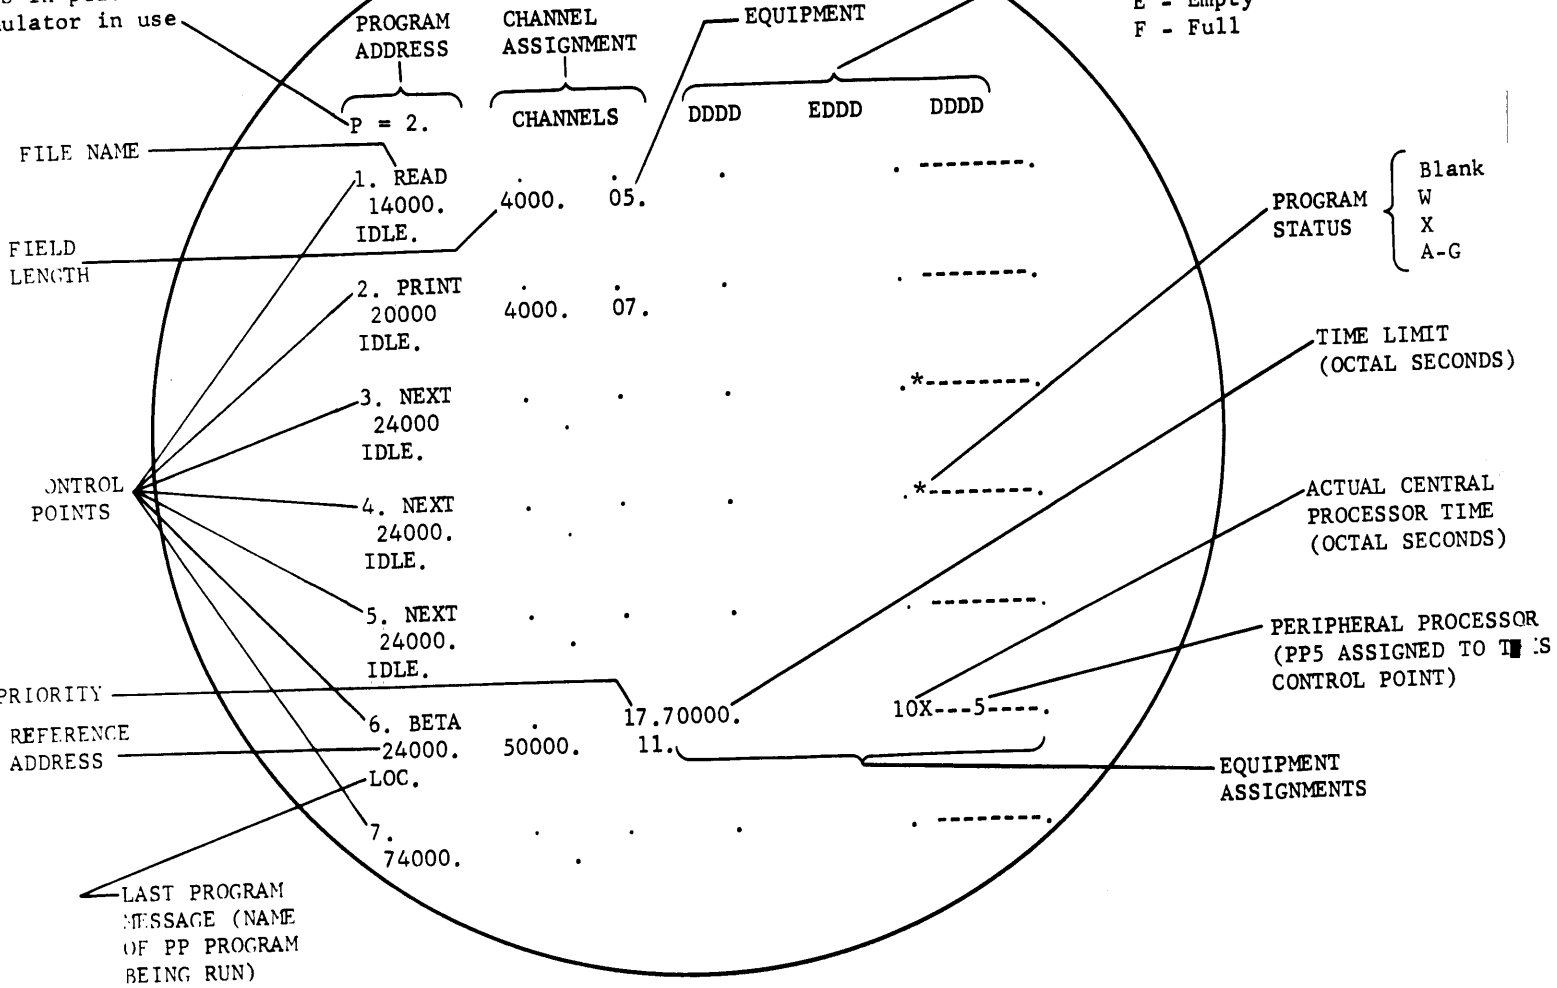 ulator in use
E - Empty
F - Full
PROGRAM
ADDRESS
CHANNEL
ASSIGNMENT
EQUIPMENT
P = 2.
CHANNELS
DDDD EDDD DDDD
FILE NAME
1. READ . . . . --------.
14000. 4000. 05.
IDLE.
FIELD
LENGTH
PROGRAM
STATUS
Blank
W
X
A-G
2. PRINT . . . . --------.
20000 4000. 07.
IDLE.
TIME LIMIT
(OCTAL SECONDS)
3. NEXT . . . .*--------.
24000 .
IDLE.
ONTROL
POINTS
4. NEXT . . . .*--------.
24000. .
IDLE.
ACTUAL CENTRAL
PROCESSOR TIME
(OCTAL SECONDS)
5. NEXT . . . . --------.
24000. .
IDLE.
PERIPHERAL PROCESSOR
(PP5 ASSIGNED TO
CONTROL POINT)
PRIORITY
REFERENCE
ADDRESS
6. BETA . 17.70000. 10X---5----.
24000. 50000. 11.
LOC.
EQUIPMENT
ASSIGNMENTS
7. . . . . --------.
74000. .
LAST PROGRAM
MESSAGE (NAME
OF PP PROGRAM
BEING RUN)